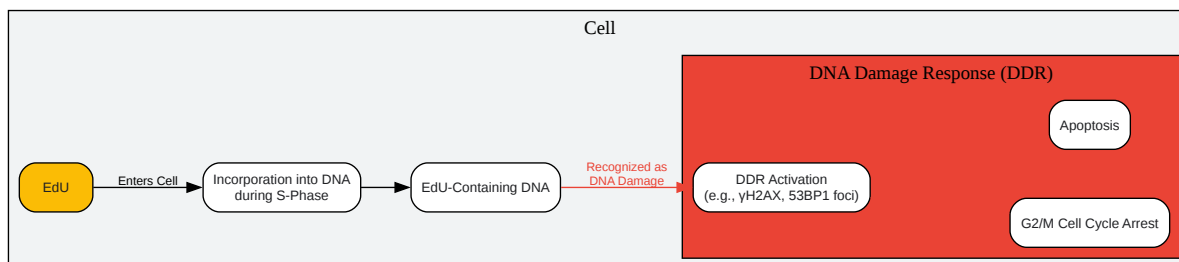 Cell
DNA Damage Response (DDR)
Apoptosis
EdU
Enters Cell
Incorporation into DNA
during S-Phase
EdU-Containing DNA
Recognized as
DNA Damage
DDR Activation
(e.g., γH2AX, 53BP1 foci)
G2/M Cell Cycle Arrest